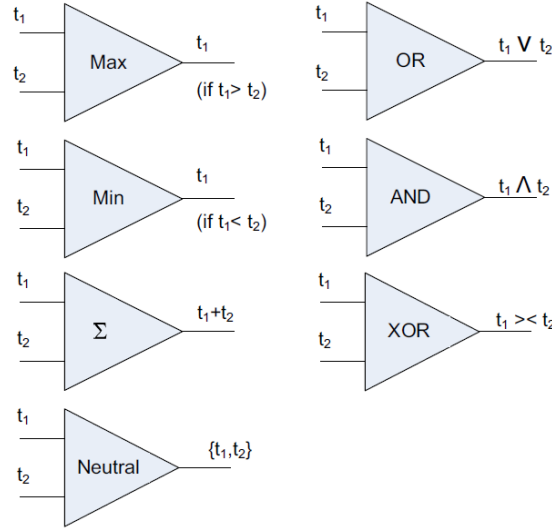 t₁
Max
t₁
t₂
(if t₁> t₂)
t₁
OR
t₁ V t₂
t₂
t₁
Min
t₁
t₂
(if t₁< t₂)
t₁
AND
t₁ Λ t₂
t₂
t₁
Σ
t₁+t₂
t₂
t₁
XOR
t₁ >< t₂
t₂
t₁
Neutral
{t₁,t₂}
t₂